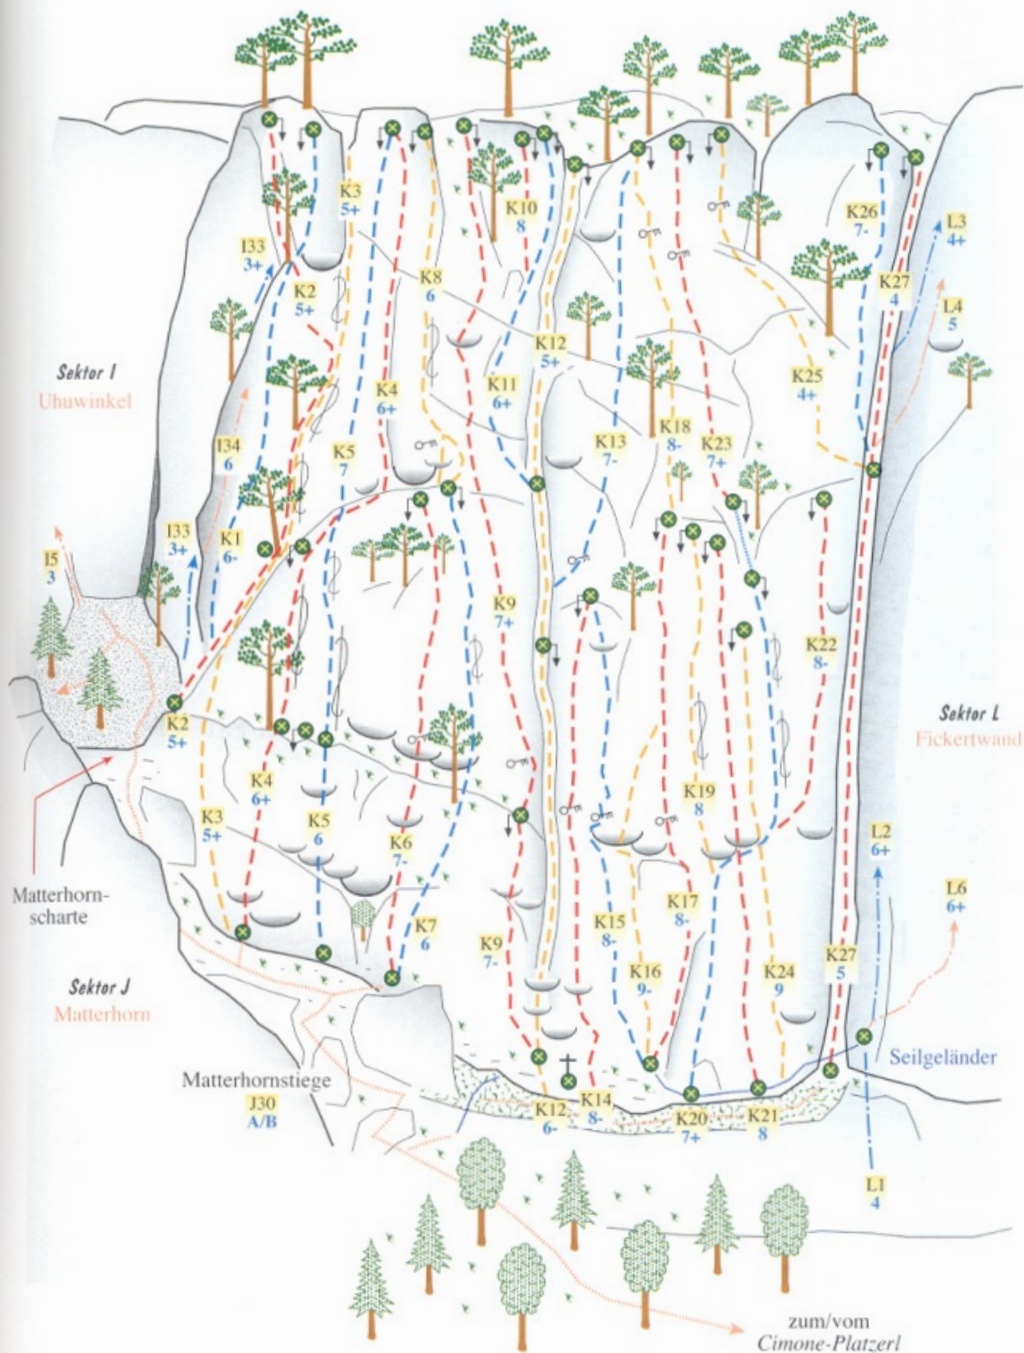 K3
5+
K10
8
K26
7-
L3
4+
I33
3+
K2
5+
K8
6
K27
4
L4
5
K12
5+
Sektor I
Uhuwinkel
K4
6+
K11
6+
K25
4+
I34
6
K5
7
K13
7-
K18
8-
K23
7+
I33
3+
K1
6-
I5
3
K9
7+
K22
8-
K2
5+
Sektor L
Fickertwand
K4
6+
K19
8
K3
5+
K5
6
K6
7-
L2
6+
Matterhorn-
scharte
L6
6+
K7
6
K9
7-
K15
8-
K17
8-
K16
9-
K24
9
K27
5
Sektor J
Matterhorn
Seilgeländer
Matterhornstiege
J30
A/B
K12
6-
K14
8-
K20
7+
K21
8
L1
4
zum/vom
Cimone-Platzerl